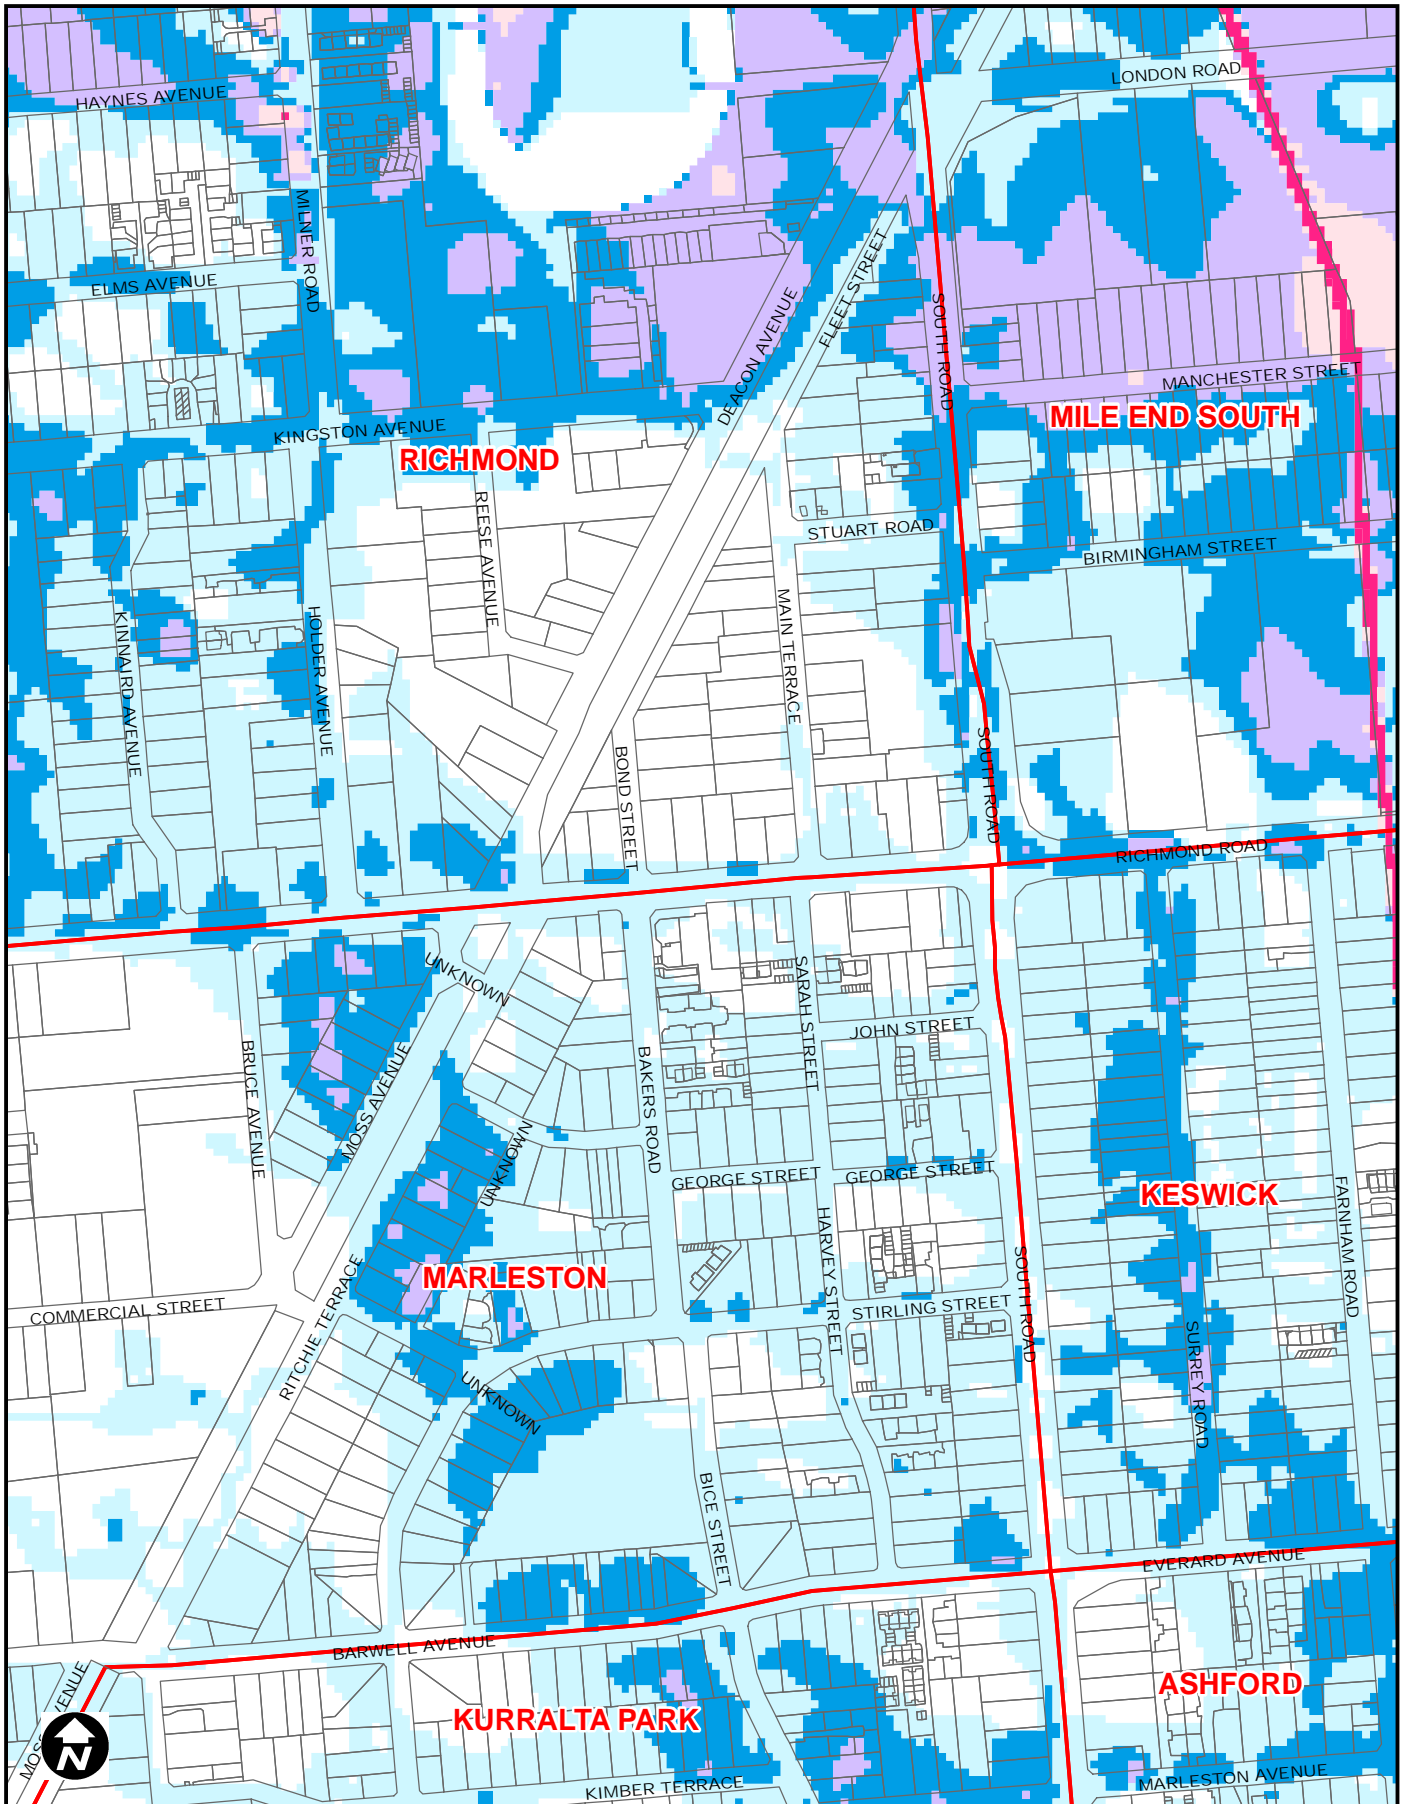 LONDON ROAD
HAYNES AVENUE
MILNER ROAD
FLEET STREET
ELMS AVENUE
DEACON AVENUE
SOUTH ROAD
MANCHESTER STREET
MILE END SOUTH
KINGSTON AVENUE
RICHMOND
REESE AVENUE
STUART ROAD
BIRMINGHAM STREET
MAIN TERRACE
KINNAIRD AVENUE
HOLDER AVENUE
BOND STREET
SOUTH ROAD
RICHMOND ROAD
UNKNOWN
SARAH STREET
JOHN STREET
BRUCE AVENUE
MOSS AVENUE
BAKERS ROAD
UNKNOWN
GEORGE STREET
GEORGE STREET
KESWICK
FARNHAM ROAD
HARVEY STREET
SOUTH ROAD
MARLESTON
RITCHIE TERRACE
COMMERCIAL STREET
STIRLING STREET
SURREY ROAD
UNKNOWN
BICE STREET
EVERARD AVENUE
BARWELL AVENUE
MOSS AVENUE
ASHFORD
KURRALTA PARK
N
KIMBER TERRACE
MARLESTON AVENUE